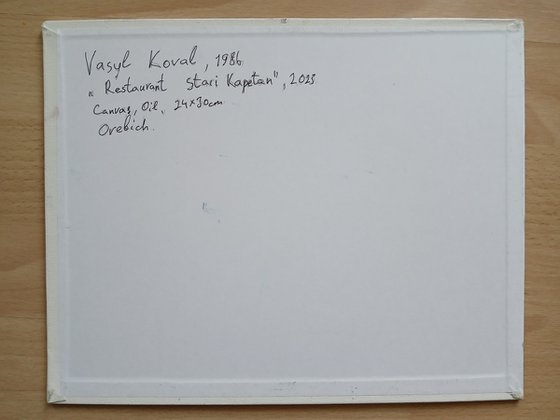 Vasyl Koval, 1986
„Restaurant Stari Kapetan", 2023
Canvas, Oil, 24×30cm
Orebich.